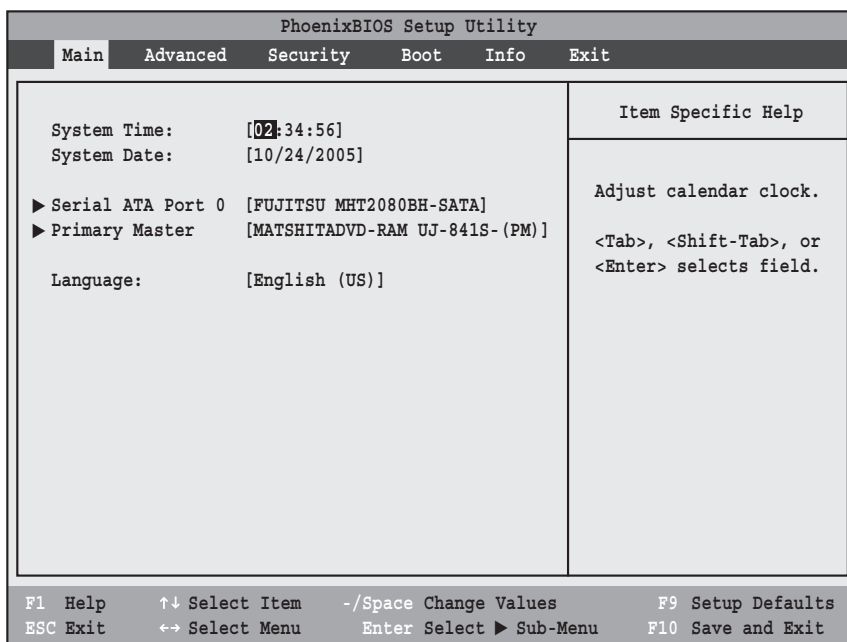 PhoenixBIOS Setup Utility
Main Advanced Security Boot Info Exit
System Time: [02:34:56]
System Date: [10/24/2005]
▶ Serial ATA Port 0 [FUJITSU MHT2080BH-SATA]
▶ Primary Master [MATSHITADVD-RAM UJ-841S-(PM)]
Language: [English (US)]
Item Specific Help
Adjust calendar clock.
<Tab>, <Shift-Tab>, or
<Enter> selects field.
F1 Help ↑↓ Select Item -/Space Change Values F9 Setup Defaults
ESC Exit ←→ Select Menu Enter Select ▶ Sub-Menu F10 Save and Exit